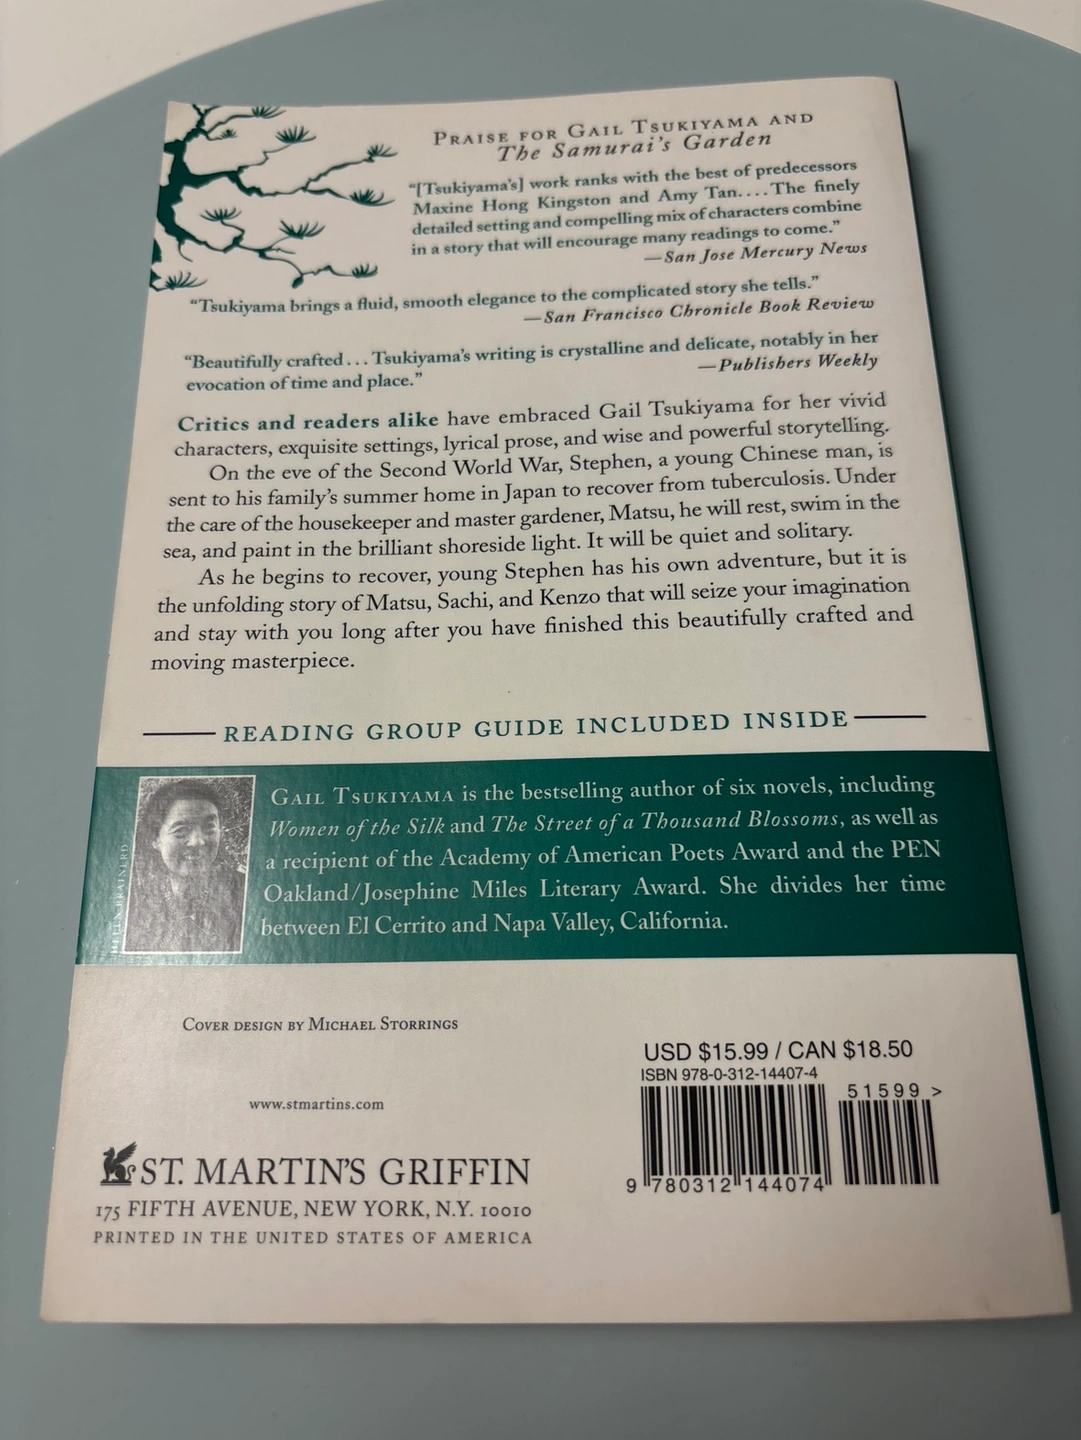 PRAISE FOR GAIL TSUKIYAMA AND
The Samurai's Garden
“[Tsukiyama's] work ranks with the best of predecessors
Maxine Hong Kingston and Amy Tan....The finely
detailed setting and compelling mix of characters combine
in a story that will encourage many readings to come.”
—San Jose Mercury News
“Tsukiyama brings a fluid, smooth elegance to the complicated story she tells.”
—San Francisco Chronicle Book Review
“Beautifully crafted... Tsukiyama's writing is crystalline and delicate, notably in her
evocation of time and place.”
—Publishers Weekly
Critics and readers alike have embraced Gail Tsukiyama for her vivid
characters, exquisite settings, lyrical prose, and wise and powerful storytelling.
On the eve of the Second World War, Stephen, a young Chinese man, is
sent to his family's summer home in Japan to recover from tuberculosis. Under
the care of the housekeeper and master gardener, Matsu, he will rest, swim in the
sea, and paint in the brilliant shoreside light. It will be quiet and solitary.
As he begins to recover, young Stephen has his own adventure, but it is
the unfolding story of Matsu, Sachi, and Kenzo that will seize your imagination
and stay with you long after you have finished this beautifully crafted and
moving masterpiece.
READING GROUP GUIDE INCLUDED INSIDE
GAIL TSUKIYAMA is the bestselling author of six novels, including
Women of the Silk and The Street of a Thousand Blossoms, as well as
a recipient of the Academy of American Poets Award and the PEN
Oakland/Josephine Miles Literary Award. She divides her time
between El Cerrito and Napa Valley, California.
COVER DESIGN BY MICHAEL STORRINGS
www.stmartins.com
ST. MARTIN'S GRIFFIN
175 FIFTH AVENUE, NEW YORK, N.Y. 10010
PRINTED IN THE UNITED STATES OF AMERICA
USD $15.99 / CAN $18.50
ISBN 978-0-312-14407-4
51599>
9 780312 144074